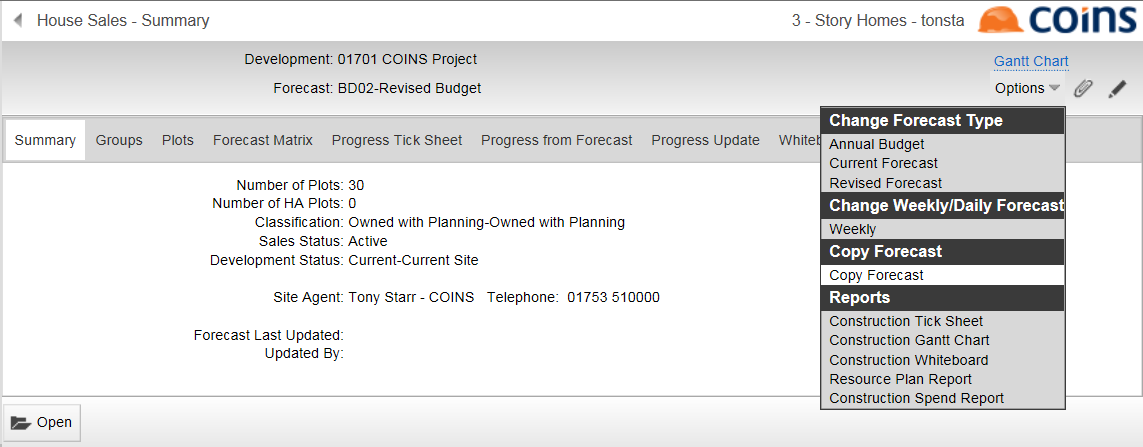 House Sales - Summary
3 - Story Homes - tonsta
coins
Development: 01701 COINS Project
Gantt Chart
Forecast: BD02-Revised Budget
Options
Summary Groups Plots Forecast Matrix Progress Tick Sheet Progress from Forecast Progress Update Whiteb
Number of Plots: 30
Number of HA Plots: 0
Classification: Owned with Planning-Owned with Planning
Sales Status: Active
Development Status: Current-Current Site
Site Agent: Tony Starr - COINS Telephone: 01753 510000
Forecast Last Updated:
Updated By:
Change Forecast Type
Annual Budget
Current Forecast
Revised Forecast
Change Weekly/Daily Forecast
Weekly
Copy Forecast
Copy Forecast
Reports
Construction Tick Sheet
Construction Gantt Chart
Construction Whiteboard
Resource Plan Report
Construction Spend Report
Open